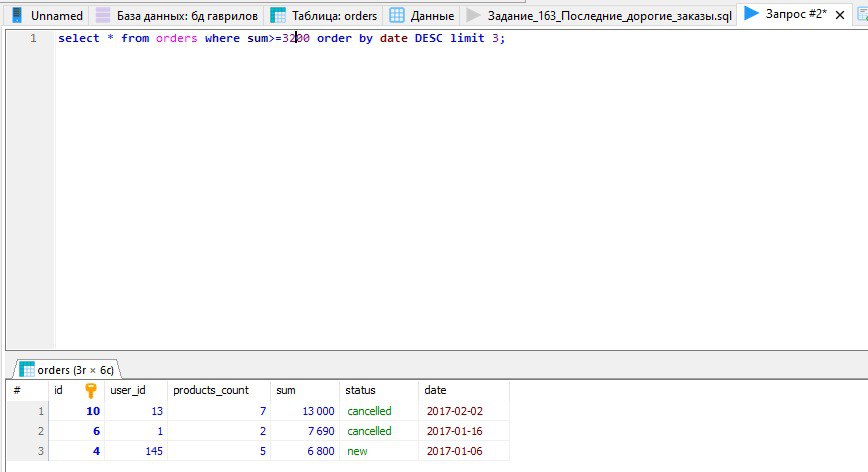 Unnamed База данных: бд гаврилов Таблица: orders Данные Задание_163_Последние_дорогие_заказы.sql Запрос #2*
1 select * from orders where sum>=3200 order by date DESC limit 3;
orders (3r × 6c)
# id user_id products_count sum status date
1 10 13 7 13 000 cancelled 2017-02-02
2 6 1 2 7 690 cancelled 2017-01-16
3 4 145 5 6 800 new 2017-01-06